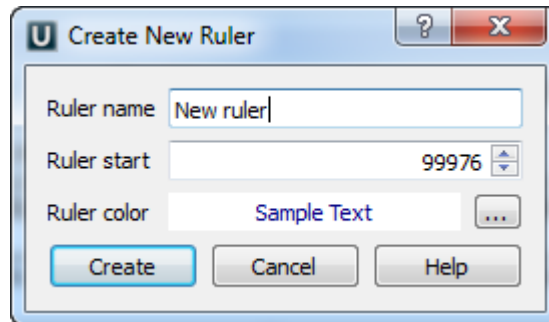 U Create New Ruler ? X
Ruler name New ruler
Ruler start 99976
Ruler color Sample Text ...
Create Cancel Help